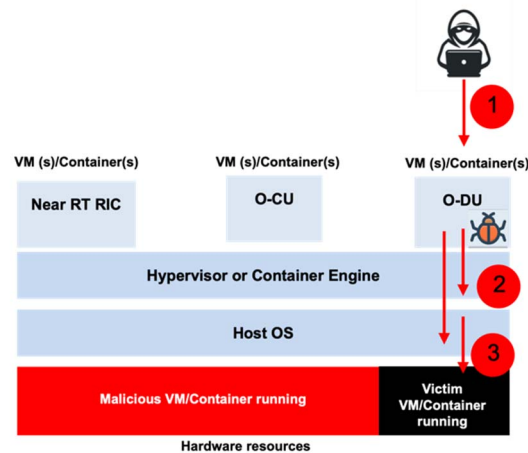 1
VM (s)/Container(s)
VM (s)/Container(s)
VM (s)/Container(s)
Near RT RIC
O-CU
O-DU
Hypervisor or Container Engine
2
Host OS
3
Malicious VM/Container running
Victim
VM/Container
running
Hardware resources